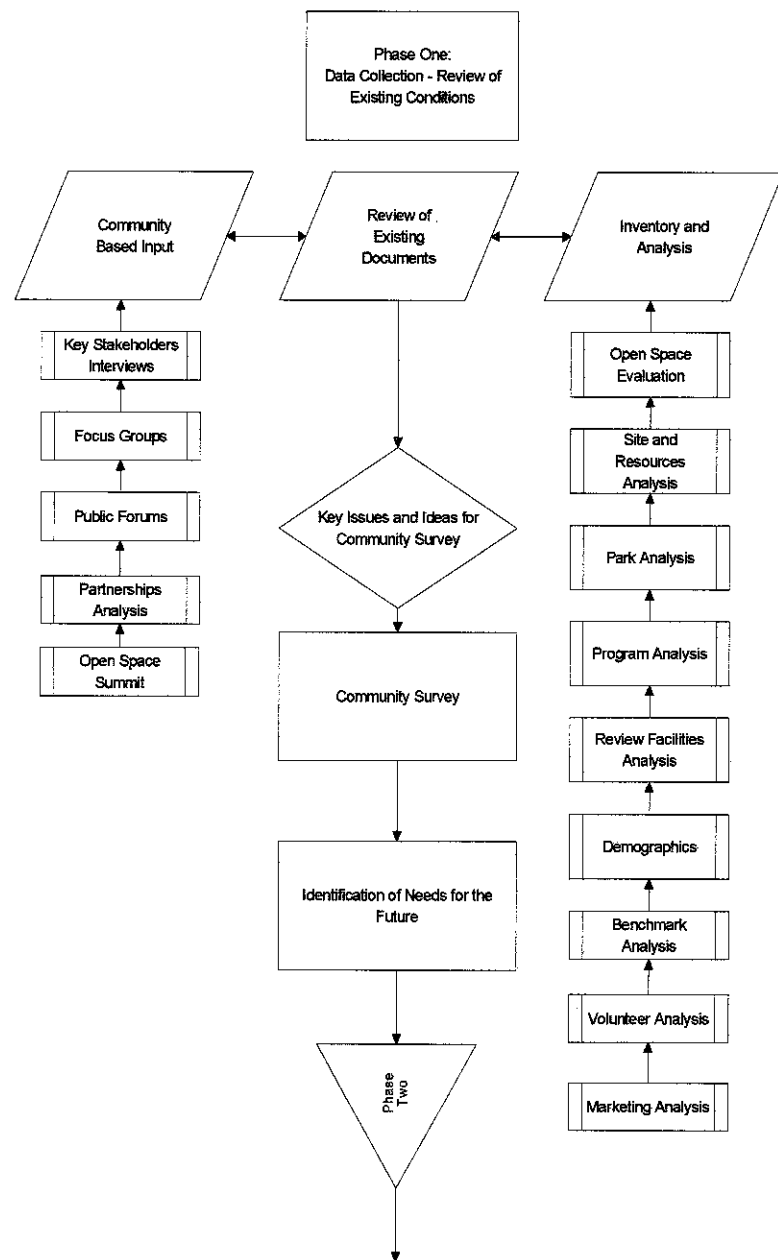 Phase One:
Data Collection - Review of
Existing Conditions
Community
Based Input
Review of
Existing
Documents
Inventory and
Analysis
Key Stakeholders
Interviews
Focus Groups
Public Forums
Partnerships
Analysis
Open Space
Summit
Key Issues and Ideas for
Community Survey
Community Survey
Identification of Needs for the
Future
Phase
Two
Open Space
Evaluation
Site and
Resources
Analysis
Park Analysis
Program Analysis
Review Facilities
Analysis
Demographics
Benchmark
Analysis
Volunteer Analysis
Marketing Analysis